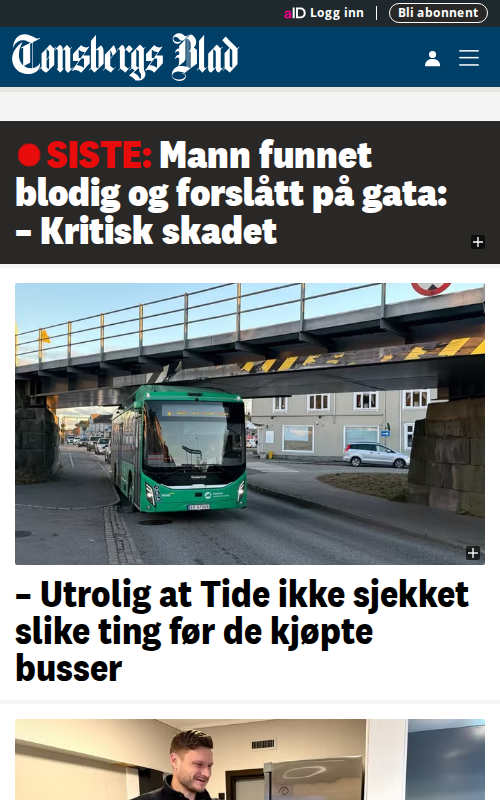 aID Logg inn
Bli abonnent
Tønsbergs Blad
SISTE: Mann funnet
blodig og forslått på gata:
– Kritisk skadet
– Utrolig at Tide ikke sjekket
slike ting før de kjøpte
busser